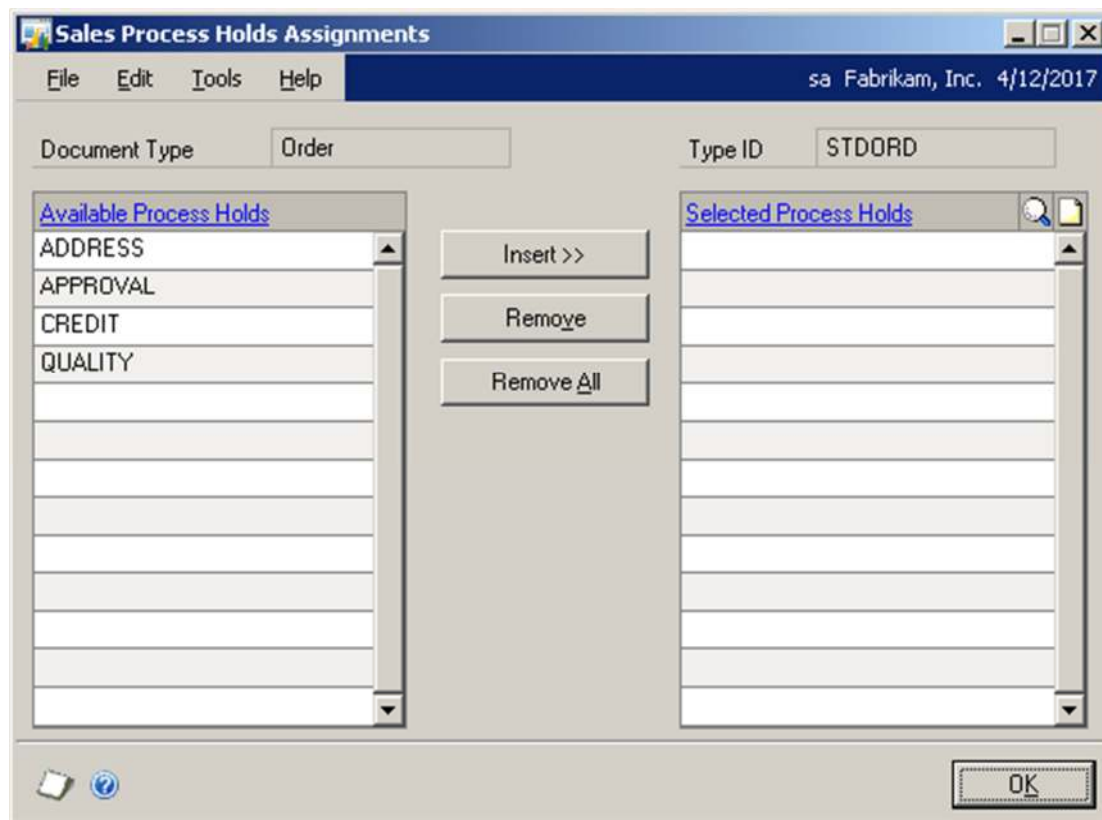 Sales Process Holds Assignments
File Edit Tools Help sa Fabrikam, Inc. 4/12/2017
Document Type Order Type ID STDORD
Available Process Holds Selected Process Holds
ADDRESS
APPROVAL
CREDIT
QUALITY
Insert >>
Remove
Remove All
OK